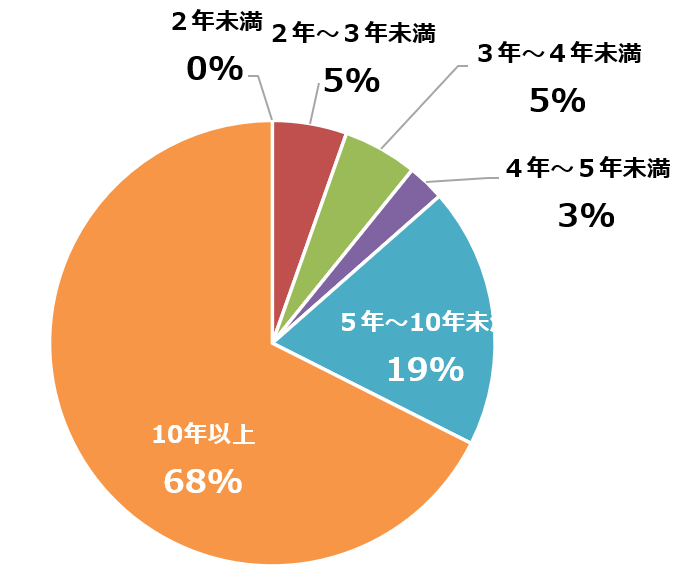 ２年未満
0%
２年～３年未満
5%
３年～４年未満
5%
４年～５年未満
3%
５年～10年未満
19%
10年以上
68%